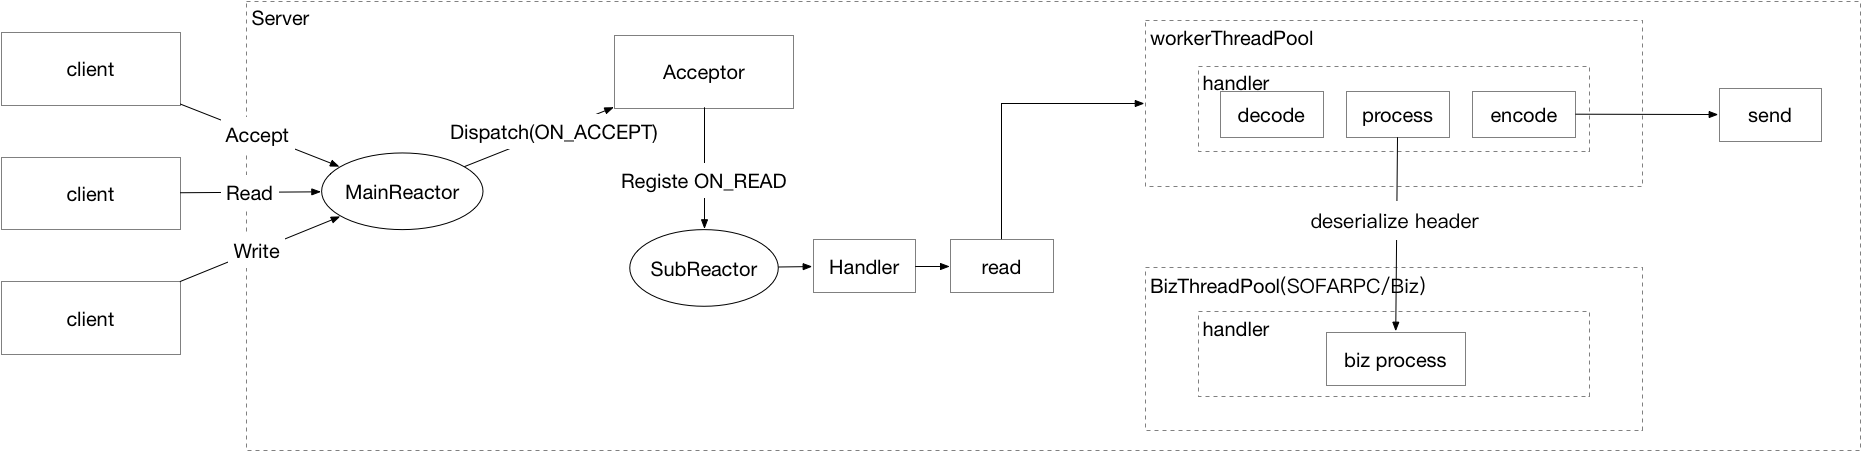 Server
client
client
client
Accept
Read
Write
MainReactor
Dispatch(ON_ACCEPT)
Acceptor
Registe ON_READ
SubReactor
Handler
read
workerThreadPool
handler
decode
process
encode
send
deserialize header
BizThreadPool(SOFARPC/Biz)
handler
biz process